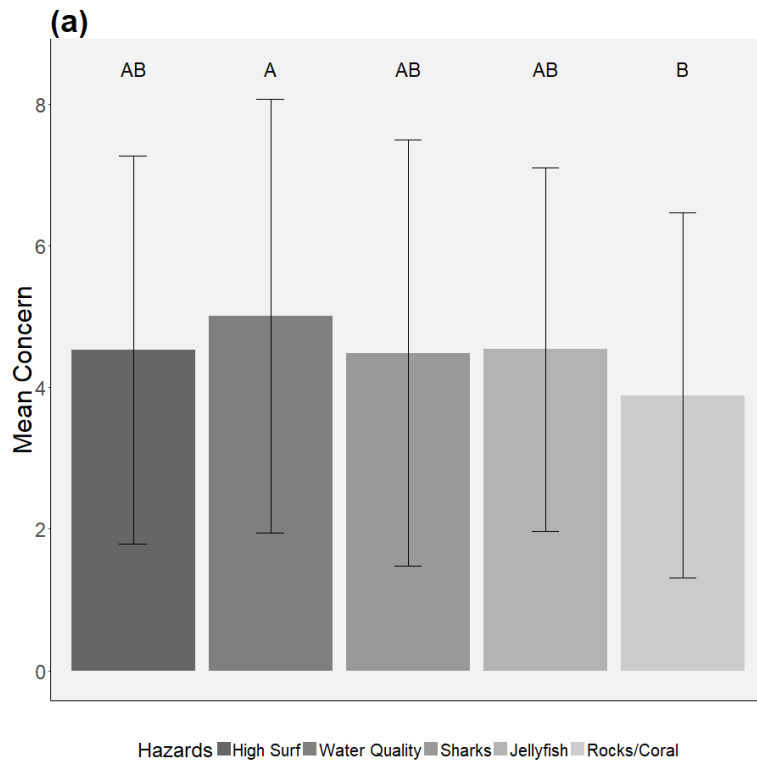 (a)
AB A AB AB B
8
6
4
2
0
Mean Concern
Hazards High Surf Water Quality Sharks Jellyfish Rocks/Coral